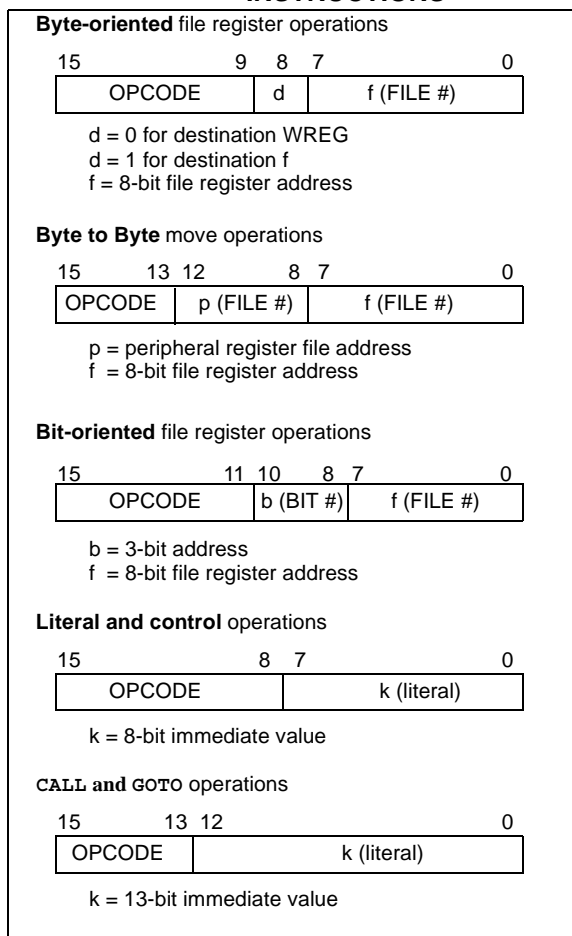 Byte-oriented file register operations
15 9 8 7 0
OPCODE d f (FILE #)
d = 0 for destination WREG
d = 1 for destination f
f = 8-bit file register address
Byte to Byte move operations
15 13 12 8 7 0
OPCODE p (FILE #) f (FILE #)
p = peripheral register file address
f = 8-bit file register address
Bit-oriented file register operations
15 11 10 8 7 0
OPCODE b (BIT #) f (FILE #)
b = 3-bit address
f = 8-bit file register address
Literal and control operations
15 8 7 0
OPCODE k (literal)
k = 8-bit immediate value
CALL and GOTO operations
15 13 12 0
OPCODE k (literal)
k = 13-bit immediate value